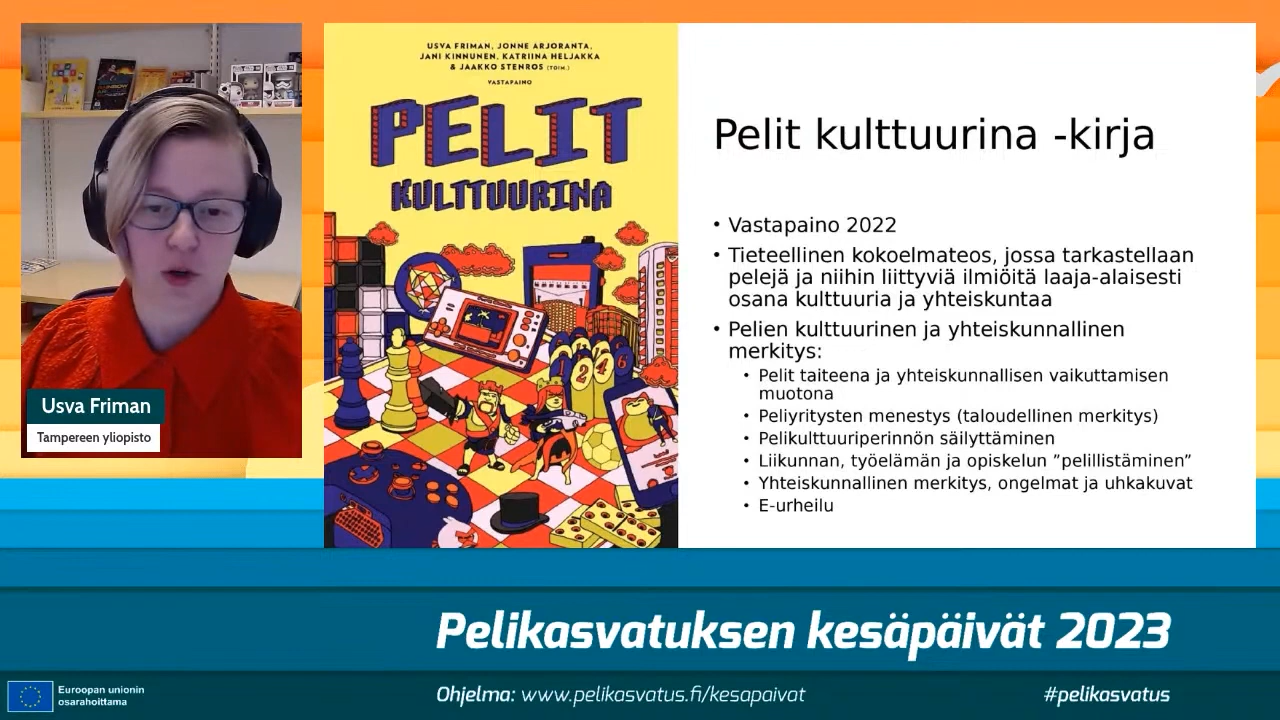 USVA FRIMAN, JONNE ARJORANTA,
JANI KINNUNEN, KATRIINA HELJAKKA
& JAAKKO STENROS (TOIM.)
VASTAPAINO
PELIT
KULTTUURINA
1 2 4 6
Pelit kulttuurina -kirja
• Vastapaino 2022
• Tieteellinen kokoelmateos, jossa tarkastellaan
pelejä ja niihin liittyviä ilmiöitä laaja-alaisesti
osana kulttuuria ja yhteiskuntaa
• Pelien kulttuurinen ja yhteiskunnallinen
merkitys:
• Pelit taiteena ja yhteiskunnallisen vaikuttamisen
muotona
• Peliyritysten menestys (taloudellinen merkitys)
• Pelikulttuuriperinnön säilyttäminen
• Liikunnan, työelämän ja opiskelun ”pelillistäminen”
• Yhteiskunnallinen merkitys, ongelmat ja uhkakuvat
• E-urheilu
Usva Friman
Tampereen yliopisto
Pelikasvatuksen kesäpäivät 2023
Euroopan unionin
osarahoittama
Ohjelma: www.pelikasvatus.fi/kesapaivat
#pelikasvatus